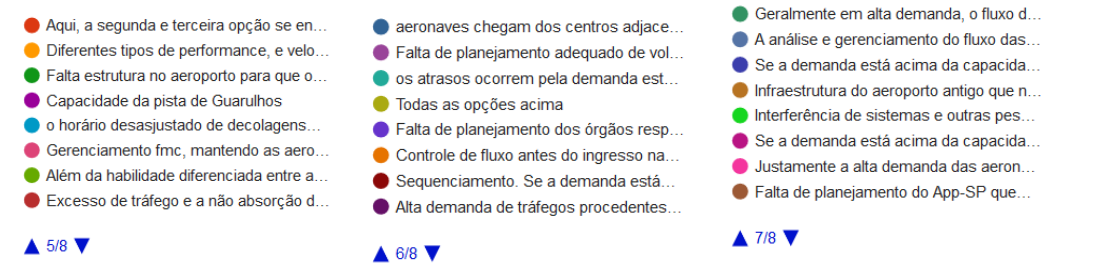 Aqui, a segunda e terceira opção se en...
Diferentes tipos de performance, e velo...
Falta estrutura no aeroporto para que o...
Capacidade da pista de Guarulhos
o horário desasjustado de decolagens...
Gerenciamento fmc, mantendo as aero...
Além da habilidade diferenciada entre a...
Excesso de tráfego e a não absorção d...
5/8
aeronaves chegam dos centros adjace...
Falta de planejamento adequado de vol...
os atrasos ocorrem pela demanda est...
Todas as opções acima
Falta de planejamento dos órgãos resp...
Controle de fluxo antes do ingresso na...
Sequenciamento. Se a demanda está...
Alta demanda de tráfegos procedentes...
6/8
Geralmente em alta demanda, o fluxo d...
A análise e gerenciamento do fluxo das...
Se a demanda está acima da capacida...
Infraestrutura do aeroporto antigo que n...
Interferência de sistemas e outras pes...
Se a demanda está acima da capacida...
Justamente a alta demanda das aeron...
Falta de planejamento do App-SP que...
7/8